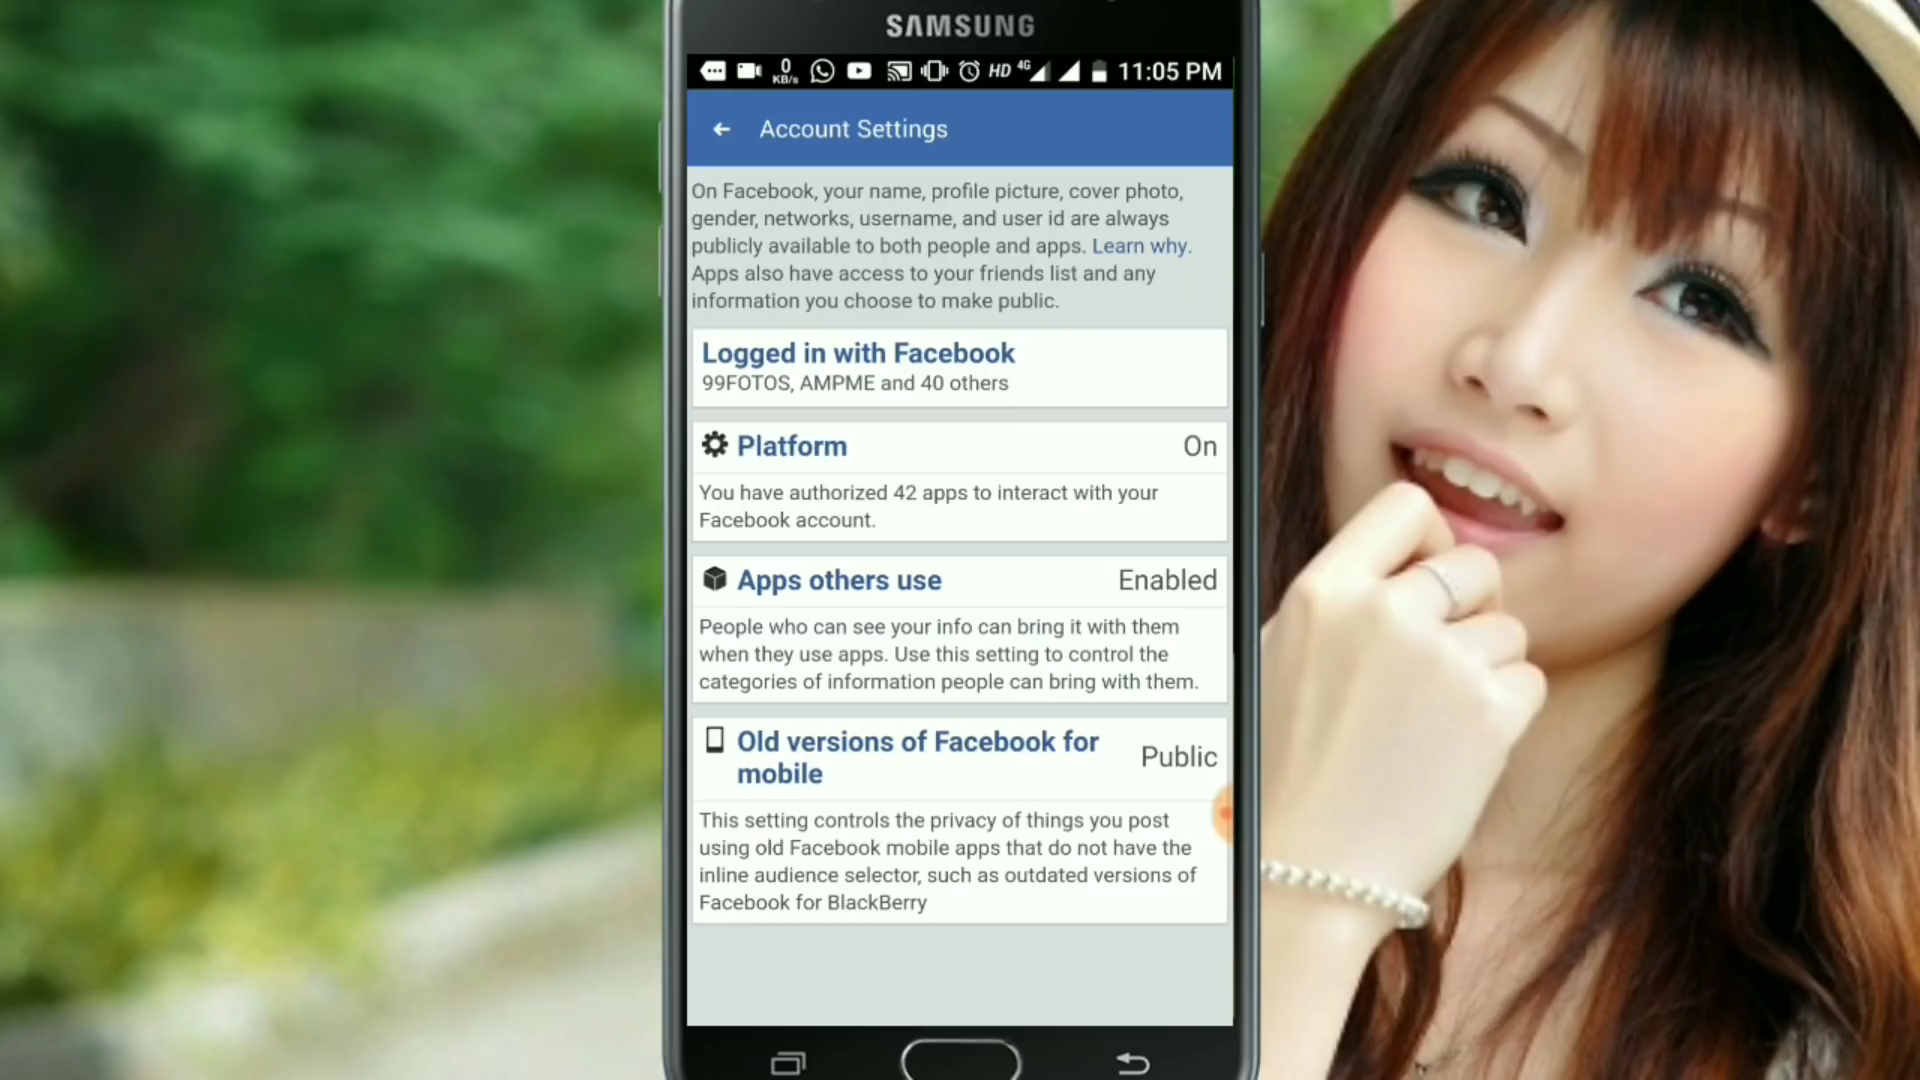 SAMSUNG
0
KB/s
HD 4G 11:05 PM
Account Settings
On Facebook, your name, profile picture, cover photo,
gender, networks, username, and user id are always
publicly available to both people and apps. Learn why.
Apps also have access to your friends list and any
information you choose to make public.
Logged in with Facebook
99FOTOS, AMPME and 40 others
Platform On
You have authorized 42 apps to interact with your
Facebook account.
Apps others use Enabled
People who can see your info can bring it with them
when they use apps. Use this setting to control the
categories of information people can bring with them.
Old versions of Facebook for
mobile
Public
This setting controls the privacy of things you post
using old Facebook mobile apps that do not have the
inline audience selector, such as outdated versions of
Facebook for BlackBerry